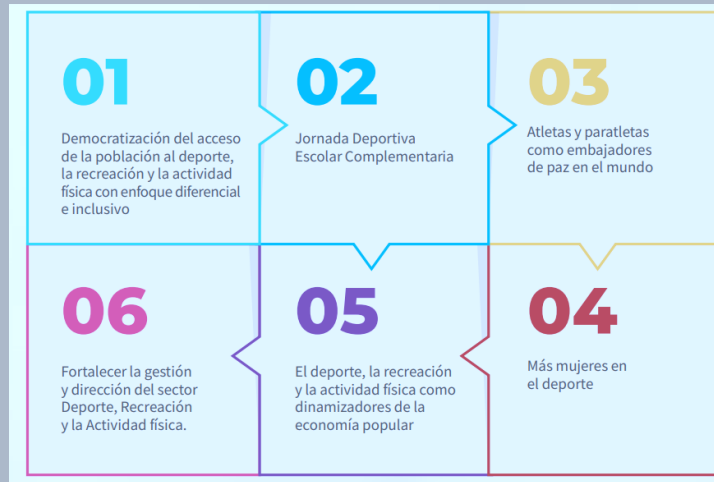 01
Democratización del acceso
de la población al deporte,
la recreación y la actividad
física con enfoque diferencial
e inclusivo
02
Jornada Deportiva
Escolar Complementaria
03
Atletas y paratletas
como embajadores
de paz en el mundo
04
Más mujeres en
el deporte
05
El deporte, la recreación
y la actividad física como
dinamizadores de la
economía popular
06
Fortalecer la gestión
y dirección del sector
Deporte, Recreación
y la Actividad física.